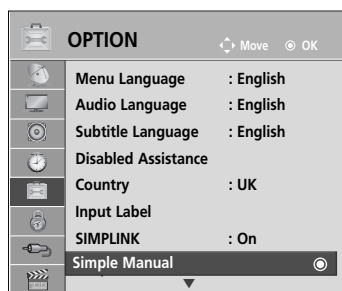 OPTION
Move OK
Menu Language : English
Audio Language : English
Subtitle Language : English
Disabled Assistance
Country : UK
Input Label
SIMPLINK : On
Simple Manual